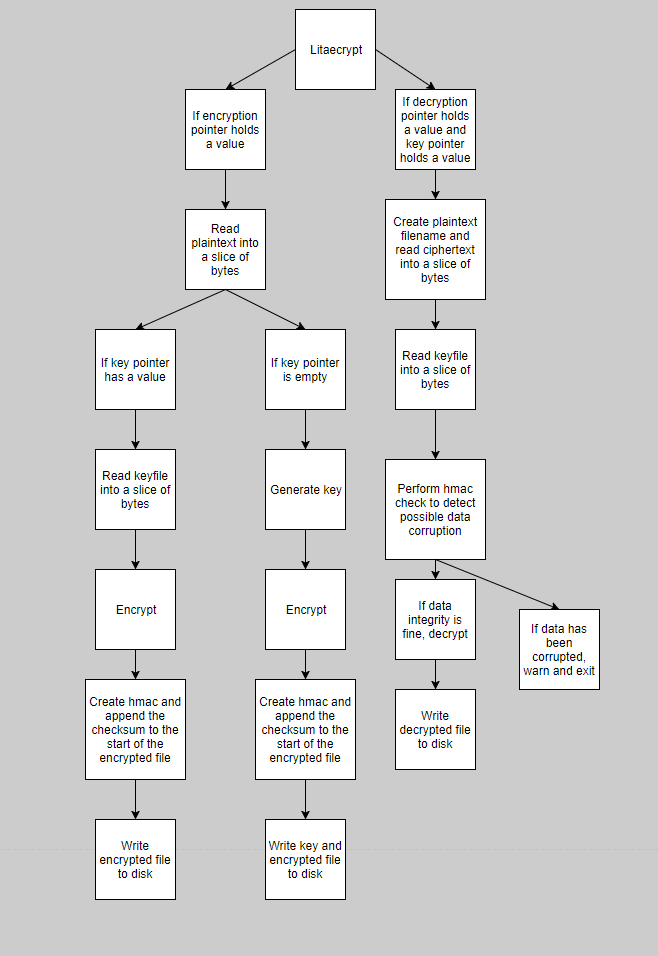 Litaecrypt
If encryption
pointer holds
a value
If decryption
pointer holds
a value and
key pointer
holds a value
Read
plaintext into
a slice of
bytes
Create plaintext
filename and
read ciphertext
into a slice of
bytes
If key pointer
has a value
If key pointer
is empty
Read keyfile
into a slice of
bytes
Read keyfile
into a slice of
bytes
Generate key
Perform hmac
check to detect
possible data
corruption
Encrypt
Encrypt
If data
integrity is
fine, decrypt
If data has
been
corrupted,
warn and exit
Create hmac and
append the
checksum to the
start of the
encrypted file
Create hmac and
append the
checksum to the
start of the
encrypted file
Write
decrypted file
to disk
Write
encrypted file
to disk
Write key and
encrypted file
to disk